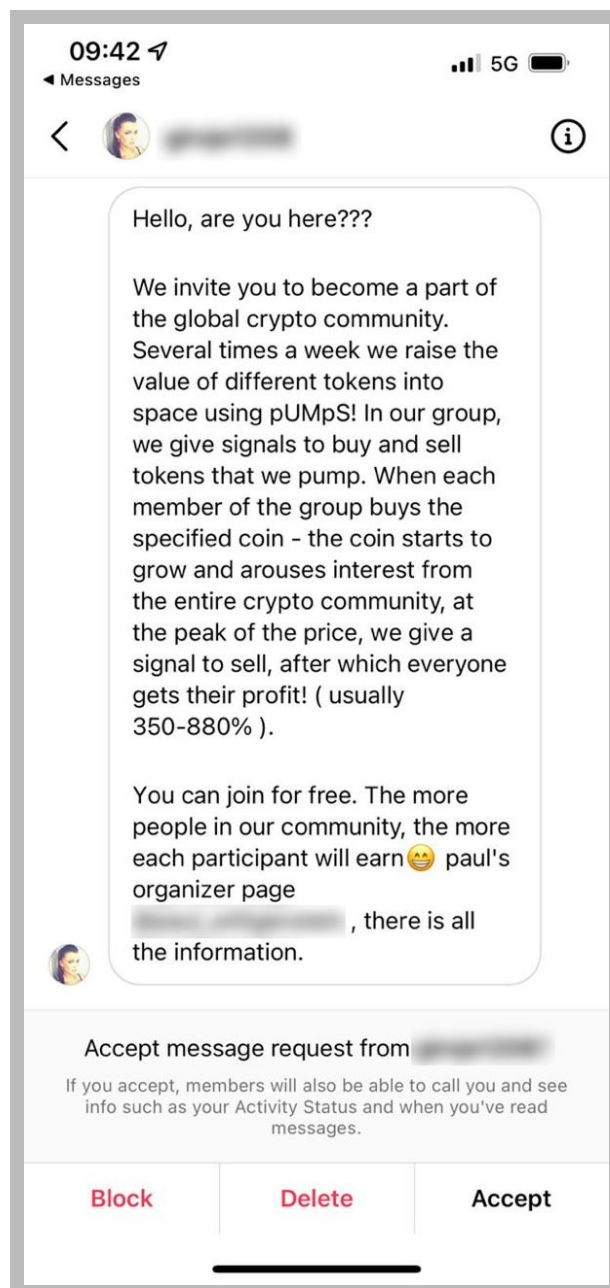 09:42
5G
◀ Messages
Hello, are you here???
We invite you to become a part of
the global crypto community.
Several times a week we raise the
value of different tokens into
space using pUMpS! In our group,
we give signals to buy and sell
tokens that we pump. When each
member of the group buys the
specified coin - the coin starts to
grow and arouses interest from
the entire crypto community, at
the peak of the price, we give a
signal to sell, after which everyone
gets their profit! ( usually
350-880% ).
You can join for free. The more
people in our community, the more
each participant will earn😁 paul's
organizer page
, there is all
the information.
Accept message request from
If you accept, members will also be able to call you and see
info such as your Activity Status and when you've read
messages.
Block
Delete
Accept